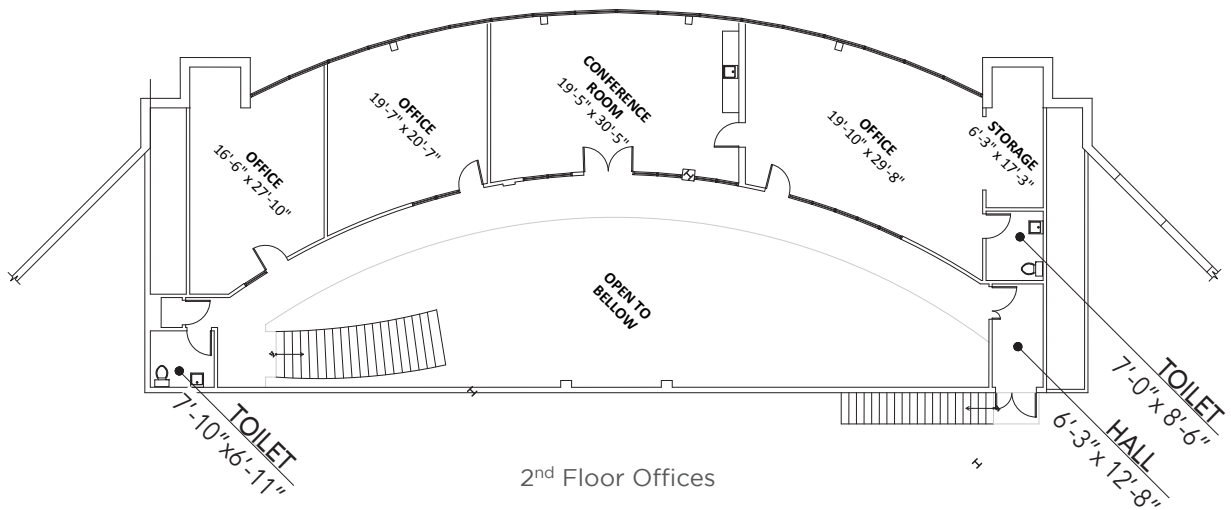 OFFICE
16'-6" x 27'-10"
OFFICE
19'-7" x 20'-7"
CONFERENCE
ROOM
19'-5" x 30'-5"
OFFICE
19'-10" x 29'-8"
STORAGE
6'-3" x 17'-3"
OPEN TO
BELLOW
TOILET
7'-10"x6'-11"
TOILET
7'-0" x 8'-6"
HALL
6'-3" x 12'-8"
2nd Floor Offices